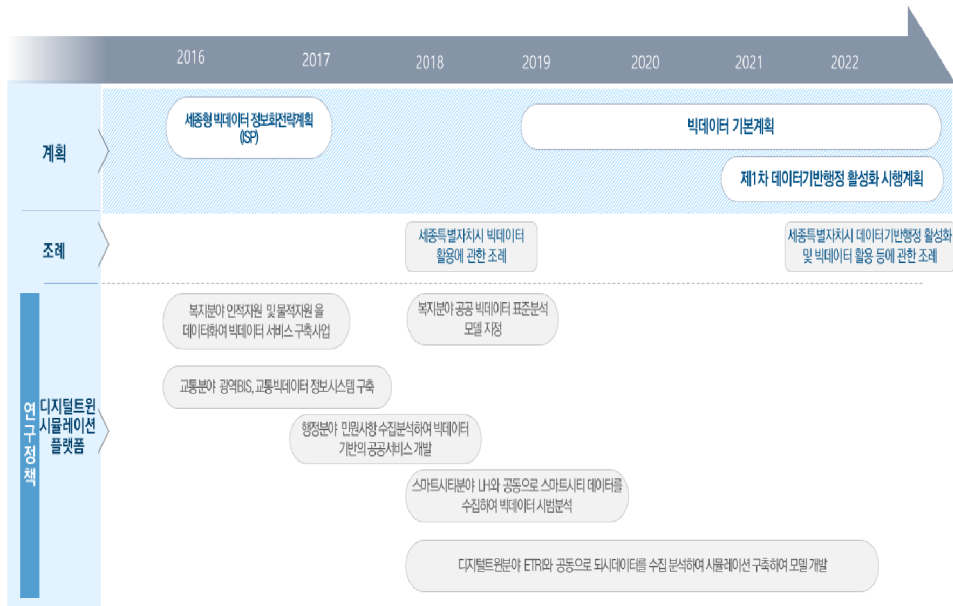 2016 2017 2018 2019 2020 2021 2022
계획
세종형 빅데이터 정보화전략계획
(ISP)
빅데이터 기본계획
제1차 데이터기반행정 활성화 시행계획
조례
세종특별자치시 빅데이터
활용에 관한 조례
세종특별자치시 데이터기반행정 활성화
및 빅데이터 활용 등에 관한 조례
연구정책
디지털트윈
시뮬레이션
플랫폼
복지분야 인적자원 및 물적자원 을
데이터화여 빅데이터 서비스 구축사업
복지분야 공공 빅데이터 표준분석
모델 지정
교통분야 광역BIS, 교통빅데이터 정보시스템 구축
행정분야 민원사항 수집분석하여 빅데이터
기반의 공공서비스 개발
스마트시티분야 LH와 공동으로 스마트시티 데이터를
수집하여 빅데이터 시범분석
디지털트윈분야 ETRI와 공동으로 되시데이터를 수집 분석하여 시뮬레이션 구축하여 모델 개발